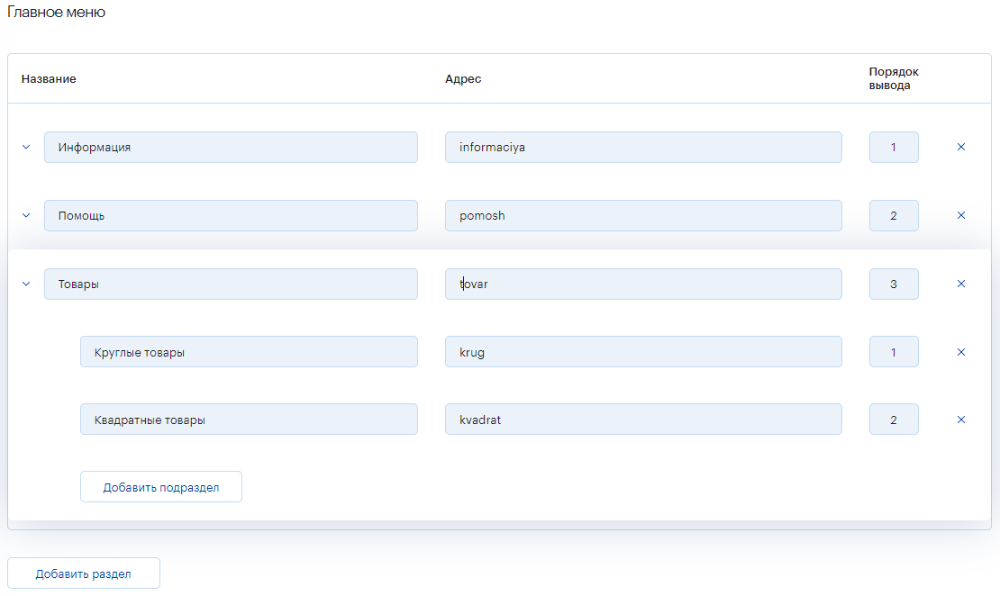 Главное меню
Название Адрес Порядок вывода
Информация informaciya 1
Помощь pomosh 2
Товары tovar 3
Круглые товары krug 1
Квадратные товары kvadrat 2
Добавить подраздел
Добавить раздел